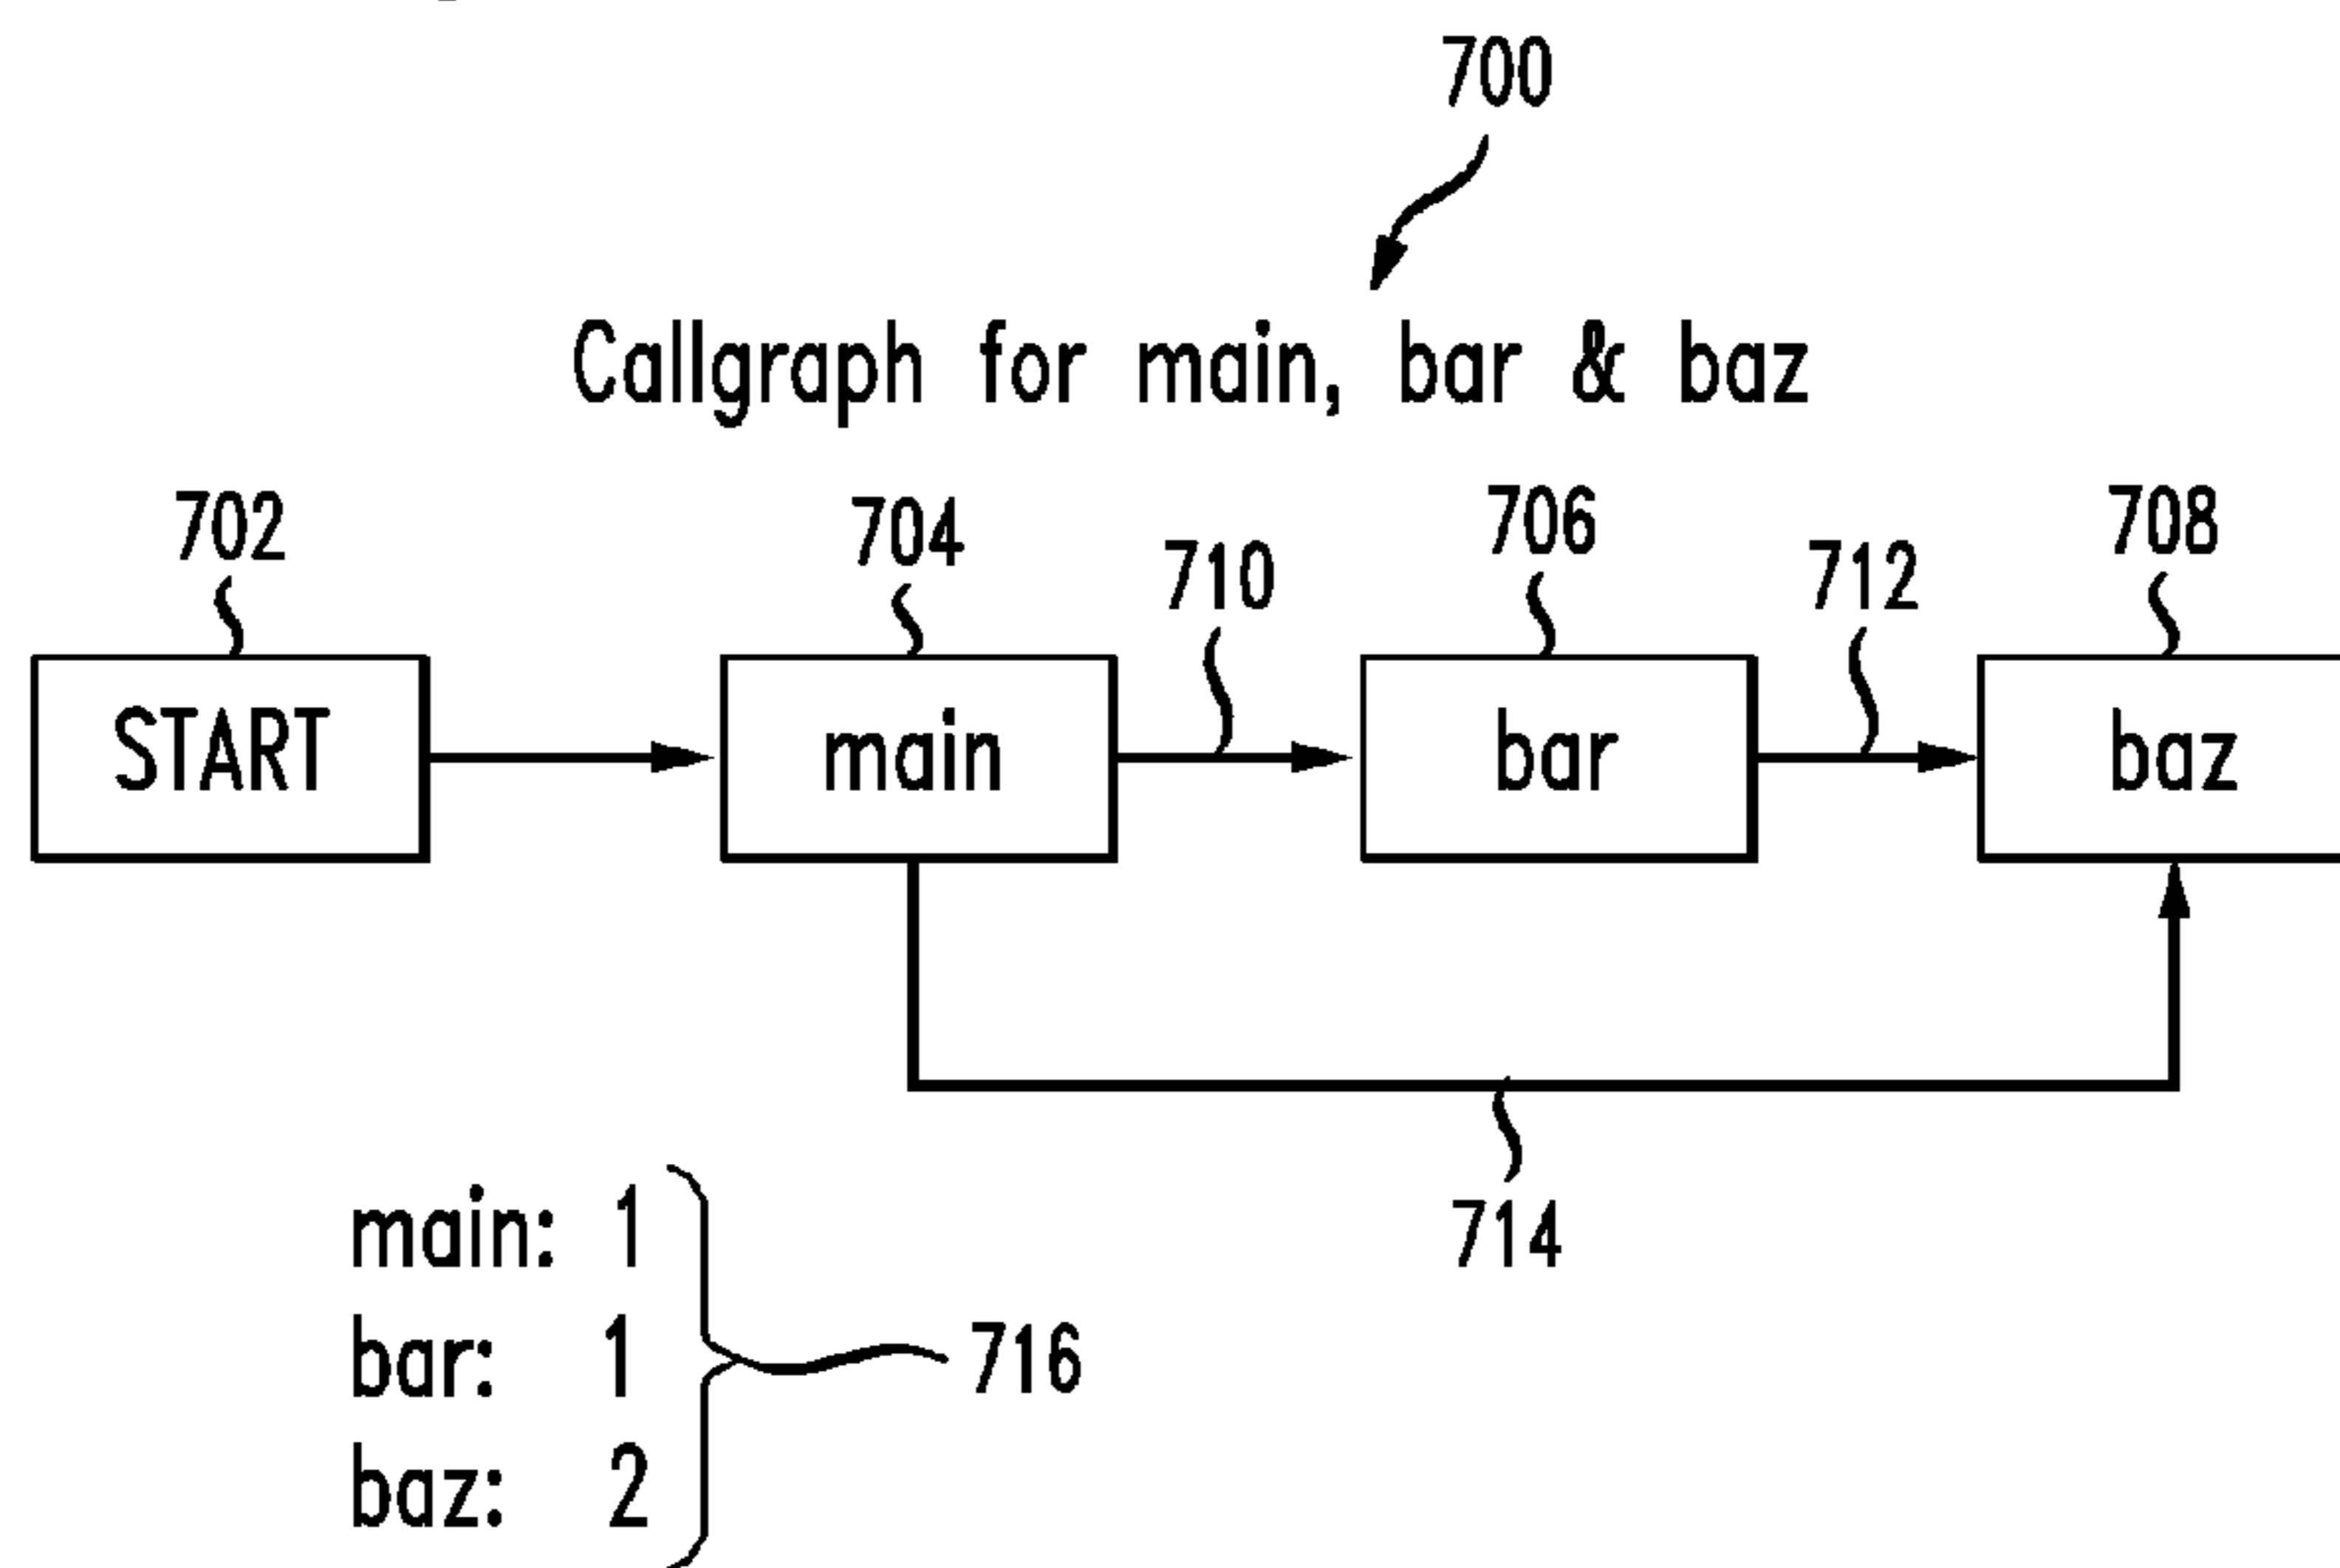 700
Callgraph for main, bar & baz
702
704
710
706
712
708
START
main
bar
baz
714
main: 1
bar: 1
baz: 2
716